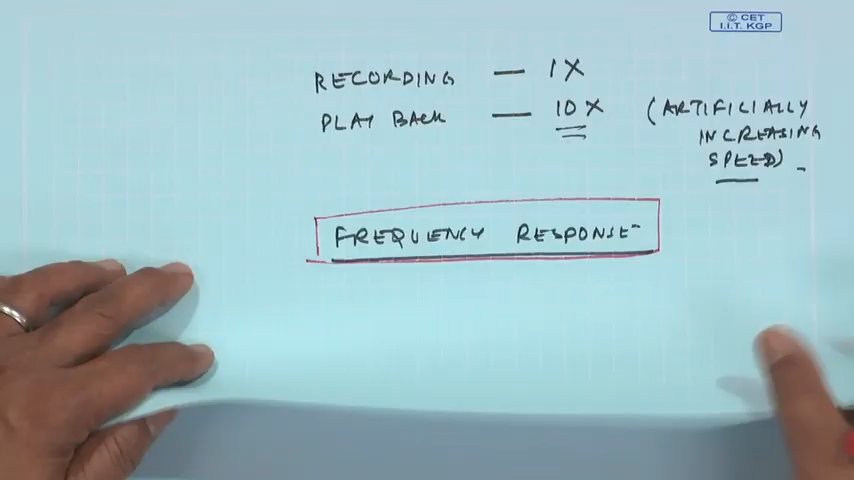 © CET
I.I.T. KGP
RECORDING — 1X
PLAY BACK — 10X (ARTIFICIALLY
INCREASING
SPEED)
FREQUENCY RESPONSE